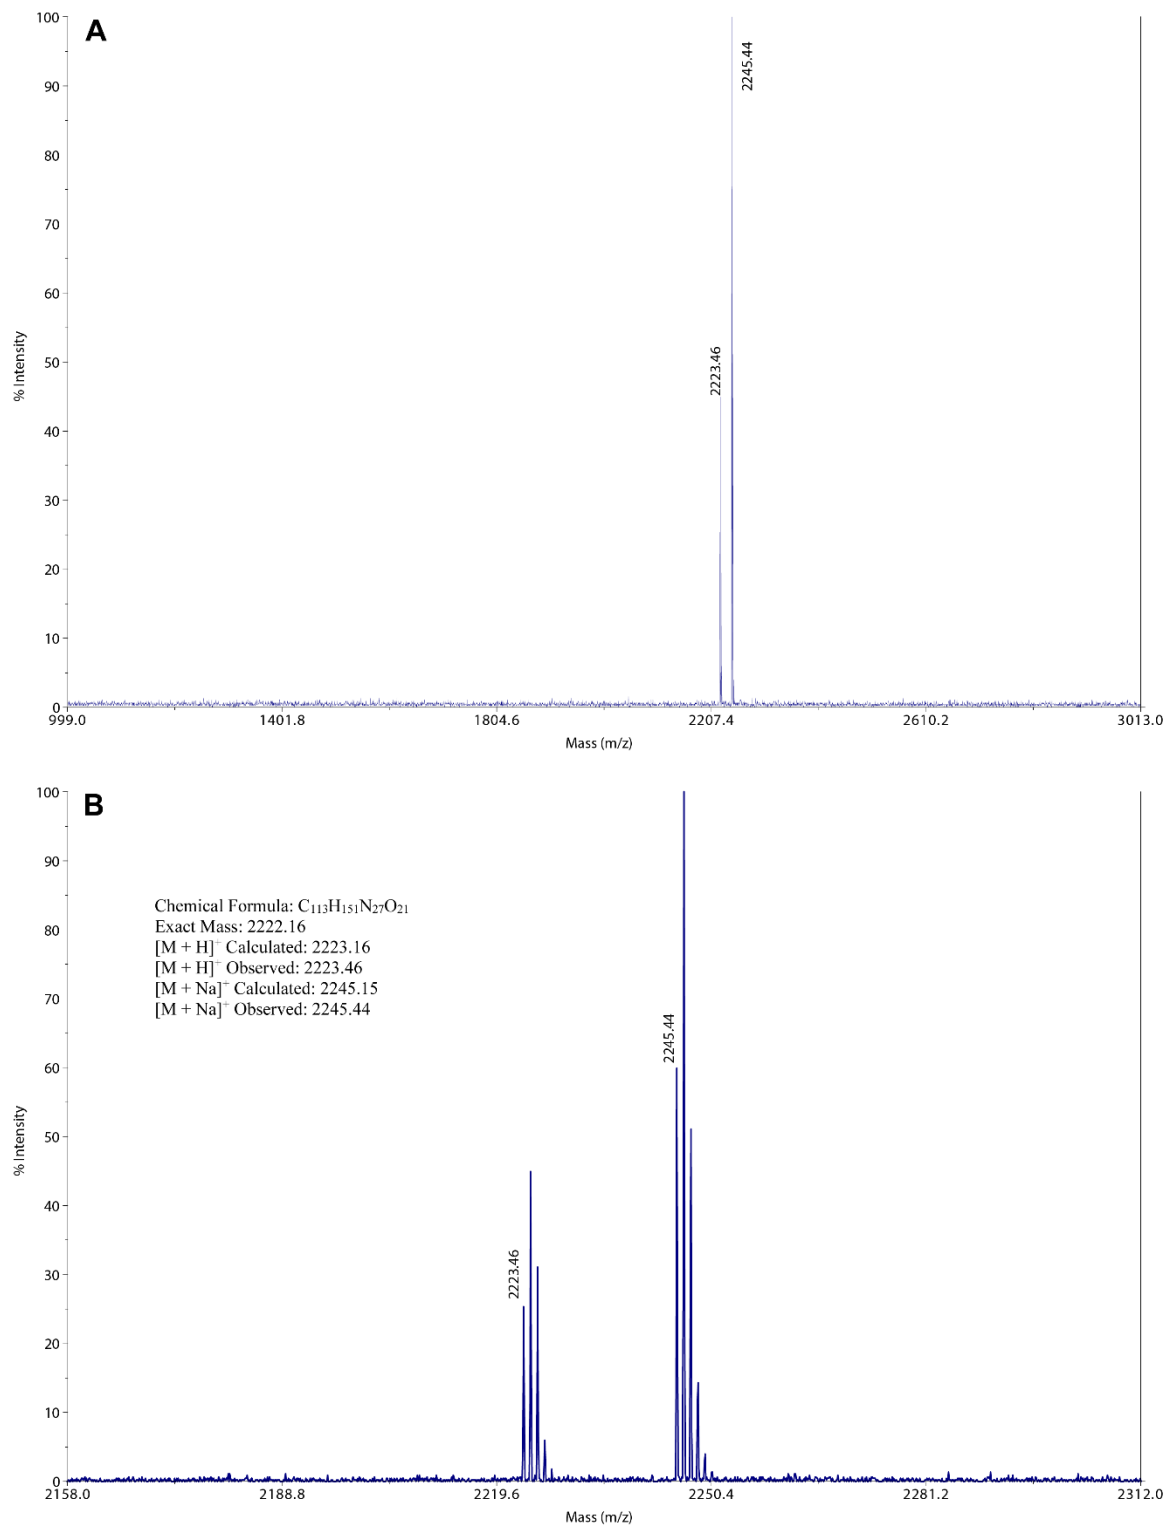 A
100
90
80
70
60
50
40
30
20
10
0
% Intensity
2223.46
2245.44
999.0 1401.8 1804.6 2207.4 2610.2 3013.0
Mass (m/z)
B
100
90
80
70
60
50
40
30
20
10
0
% Intensity
Chemical Formula: C₁₁₃H₁₅₁N₂₇O₂₁
Exact Mass: 2222.16
[M + H]⁺ Calculated: 2223.16
[M + H]⁺ Observed: 2223.46
[M + Na]⁺ Calculated: 2245.15
[M + Na]⁺ Observed: 2245.44
2223.46
2245.44
2158.0 2188.8 2219.6 2250.4 2281.2 2312.0
Mass (m/z)